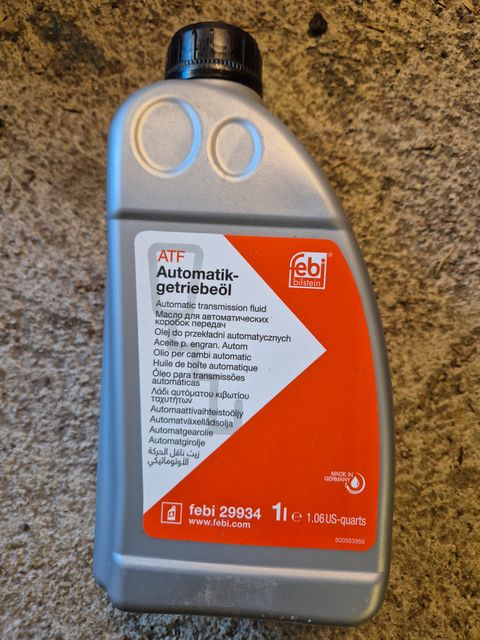 ATF
Automatik-
getriebeöl
febi
bilstein
Automatic transmission fluid
Масло для автоматических
коробок передач
Olej do przekładni automatycznych
Aceite p. engran. Autom
Olio per cambi automatic
Huile de boîte automatique
Óleo para transmissões
automáticas
Λάδι αυτόματου κιβωτίου
ταχυτήτων
Automaattivaihteistoöljy
Automatväxellådsolja
Automatgearolie
Automatgirolje
زيت ناقل الحركة
الأوتوماتيكي
MADE IN
GERMANY
febi 29934
www.febi.com
1l e 1.06 US-quarts
500583959